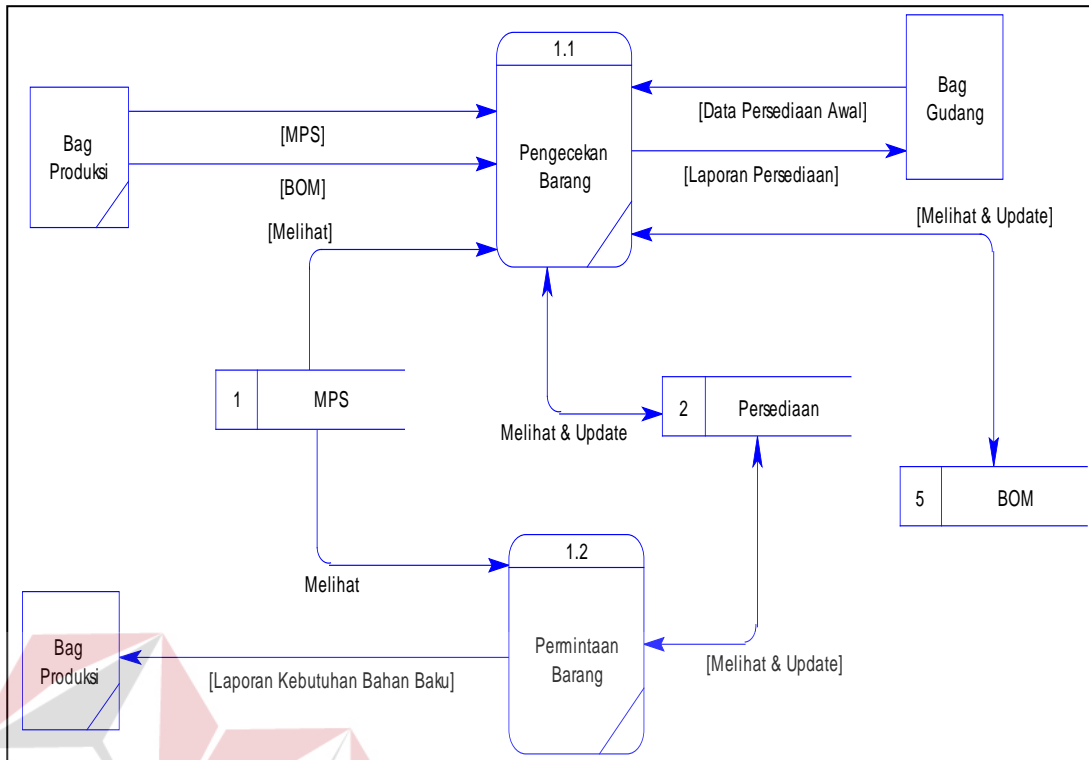 1.1
Bag
Produksi
[MPS]
[BOM]
Pengecekan
Barang
[Data Persediaan Awal]
[Laporan Persediaan]
Bag
Gudang
[Melihat]
[Melihat & Update]
1
MPS
Melihat & Update
2
Persediaan
5
BOM
Melihat
1.2
Permintaan
Barang
[Melihat & Update]
Bag
Produksi
[Laporan Kebutuhan Bahan Baku]